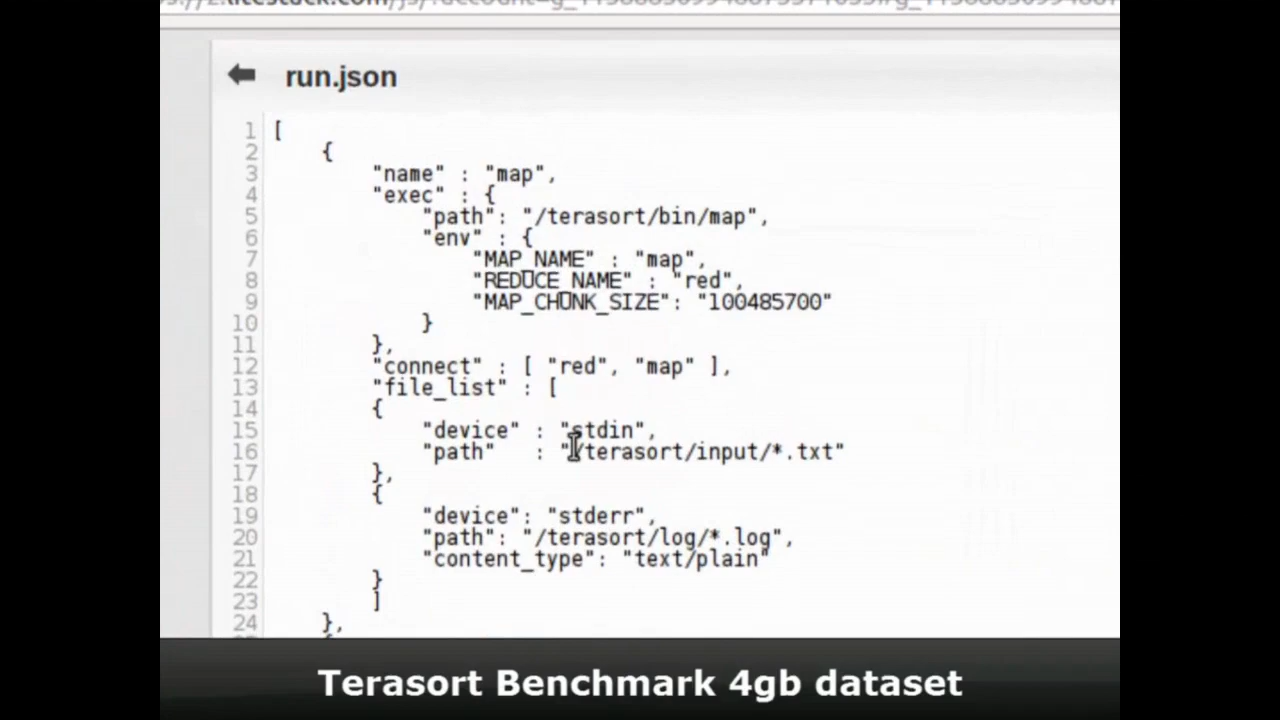 run.json
1 [
2 {
3 "name" : "map",
4 "exec" : {
5 "path": "/terasort/bin/map",
6 "env" : {
7 "MAP_NAME" : "map",
8 "REDUCE_NAME" : "red",
9 "MAP_CHUNK_SIZE": "100485700"
10 }
11 },
12 "connect" : [ "red", "map" ],
13 "file_list" : [
14 {
15 "device" : "stdin",
16 "path" : "/terasort/input/*.txt"
17 },
18 {
19 "device": "stderr",
20 "path": "/terasort/log/*.log",
21 "content_type": "text/plain"
22 }
23 ]
24 },
Terasort Benchmark 4gb dataset